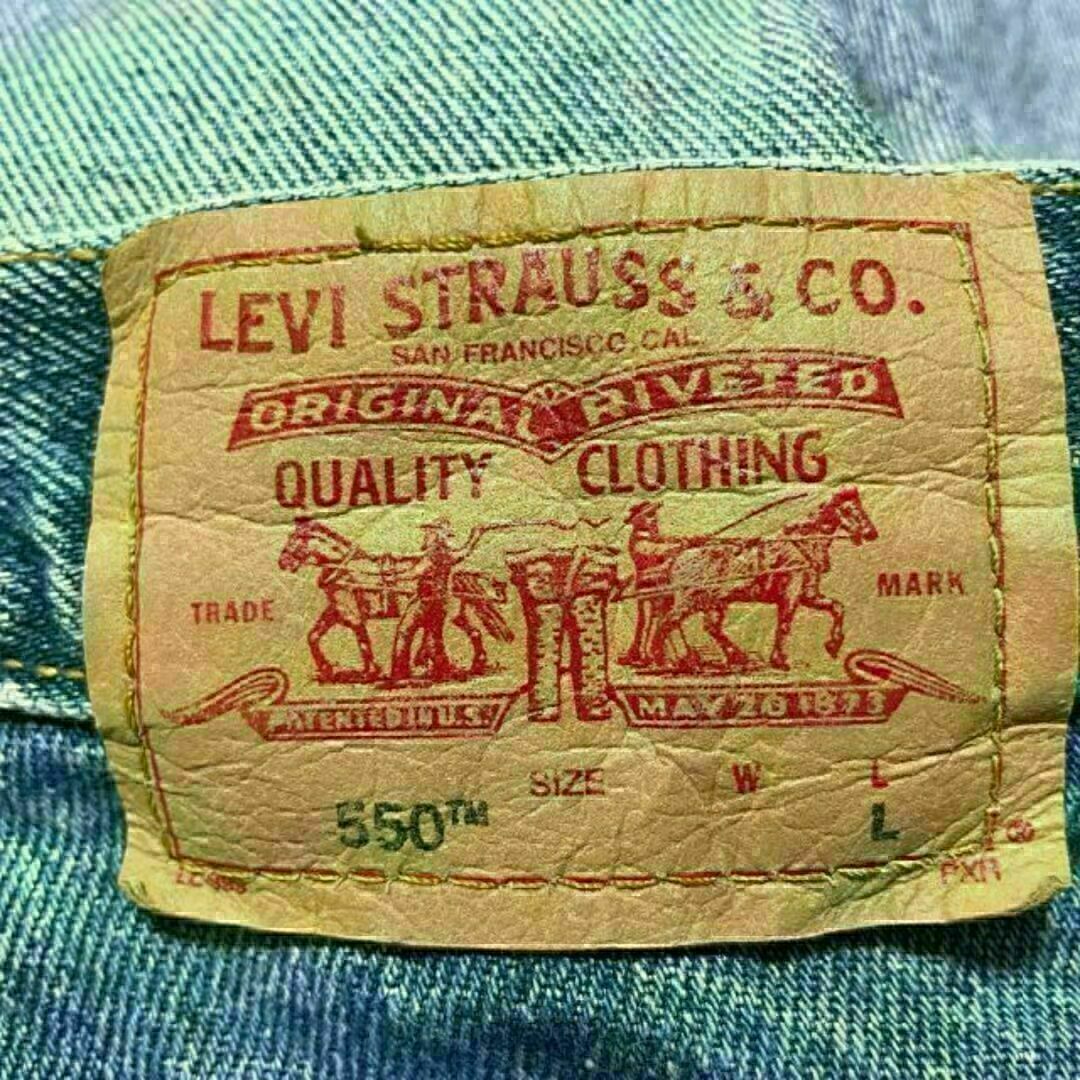 LEVI STRAUSS & CO.
SAN FRANCISCO CAL.
ORIGINAL RIVETED
QUALITY CLOTHING
TRADE MARK
PATENTED IN U.S. MAY 20 1873
SIZE W L
550™ L